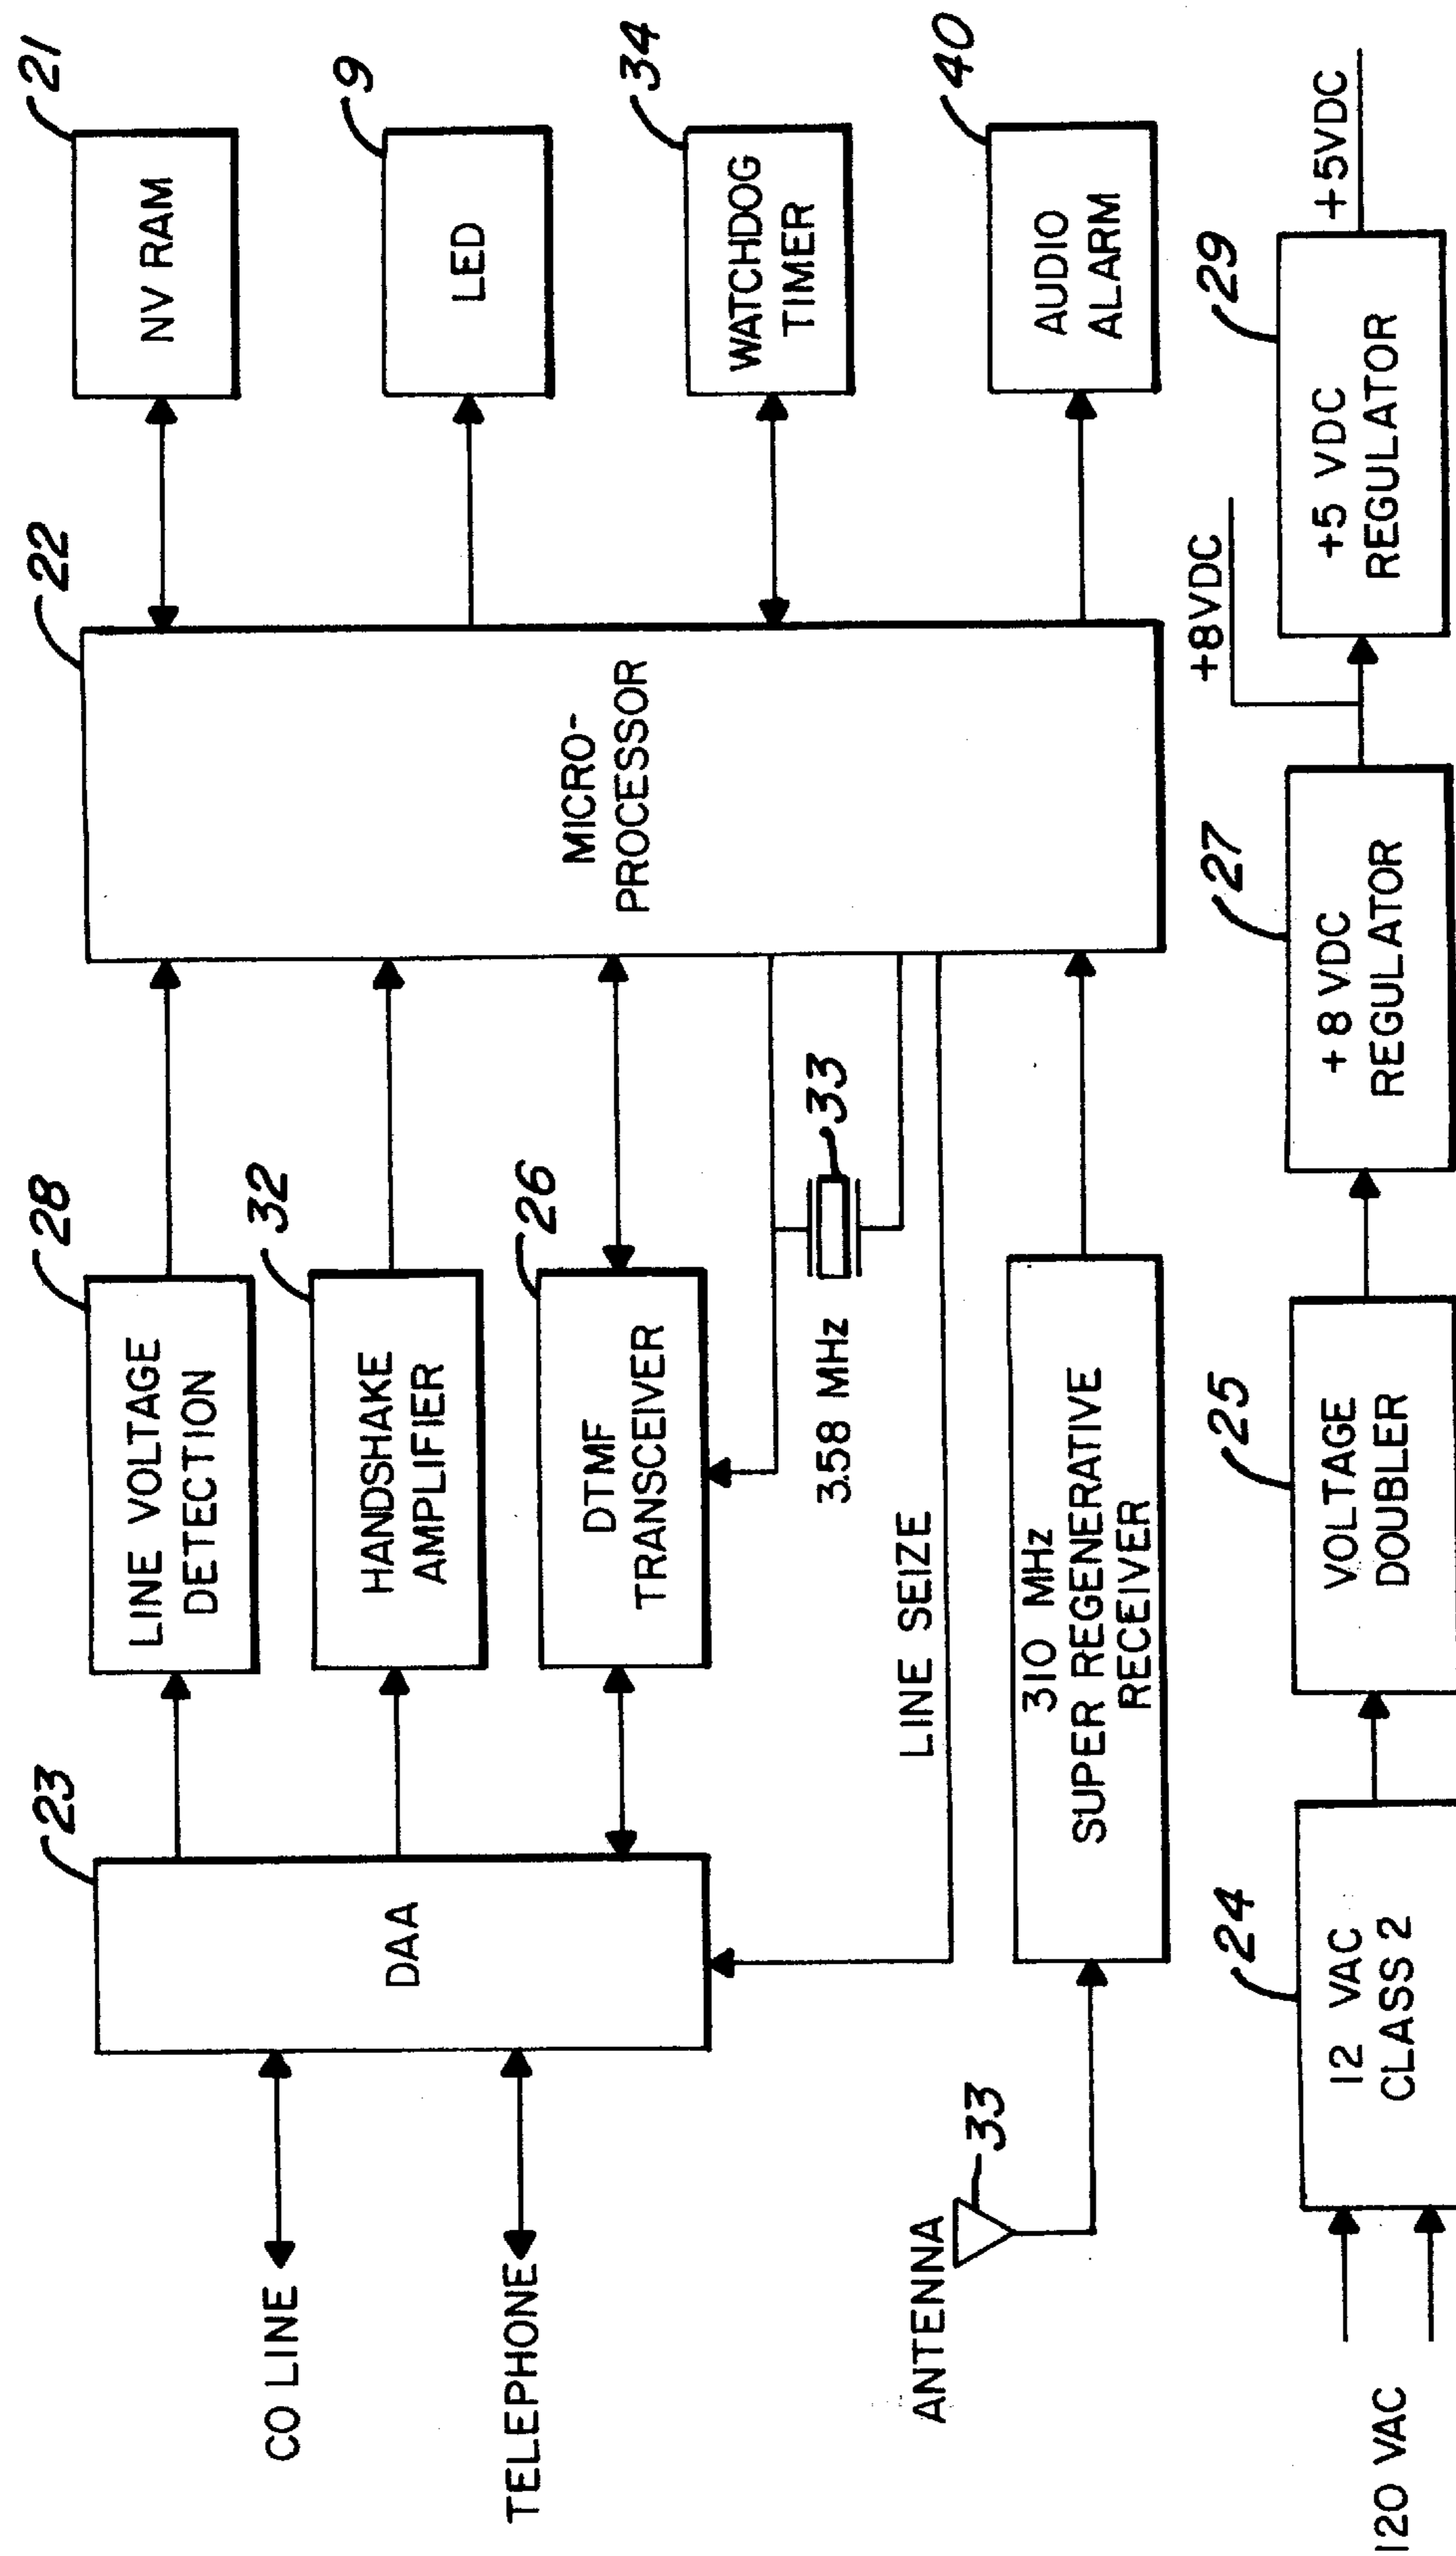 21
NV RAM
9
LED
34
WATCHDOG
TIMER
40
AUDIO
ALARM
22
MICRO-
PROCESSOR
28
LINE VOLTAGE
DETECTION
32
HANDSHAKE
AMPLIFIER
26
DTMF
TRANSCEIVER
33
3.58 MHz
LINE SEIZE
23
DAA
CO LINE
TELEPHONE
ANTENNA
33
310 MHz
SUPER REGENERATIVE
RECEIVER
120 VAC
24
12 VAC
CLASS 2
25
VOLTAGE
DOUBLER
27
+8 VDC
REGULATOR
+8VDC
29
+5 VDC
REGULATOR
+5VDC